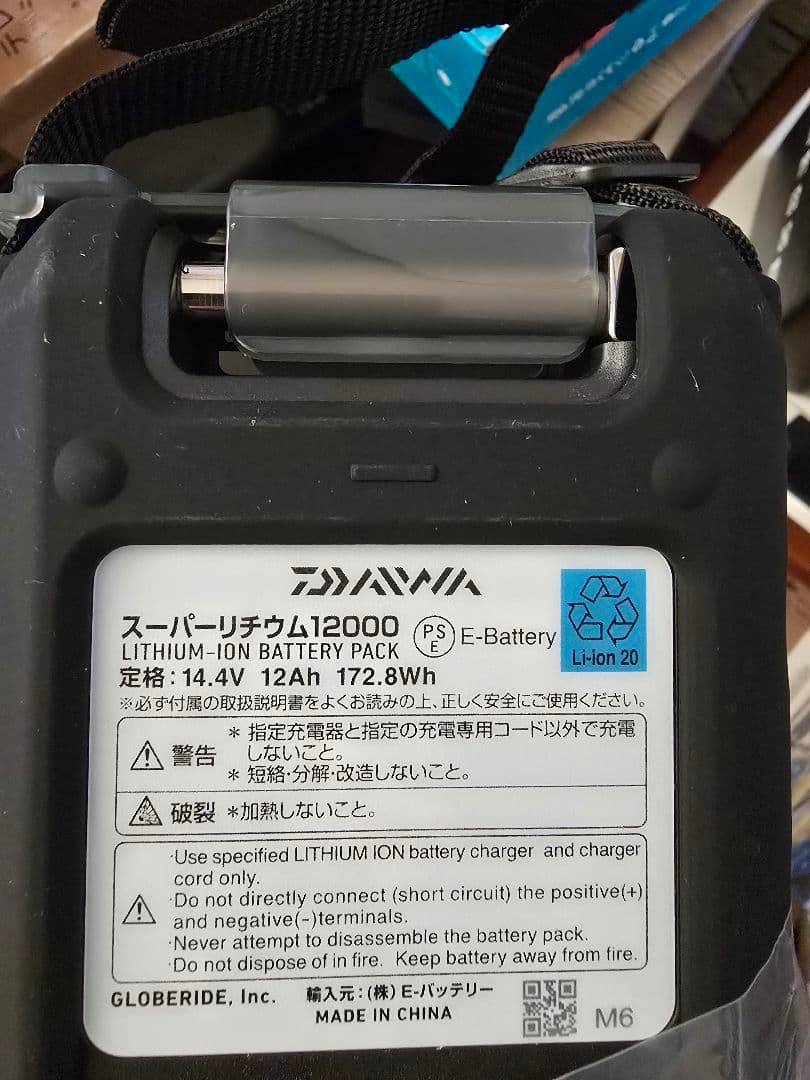 DAIWA
スーパーリチウム12000
PS
E
E-Battery
LITHIUM-ION BATTERY PACK
Li-ion 20
定格:14.4V 12Ah 172.8Wh
※必ず付属の取扱説明書をよくお読みの上、正しく安全にご使用ください。
警告
*指定充電器と指定の充電専用コード以外で充電
しないこと。
*短絡・分解・改造しないこと。
破裂 *加熱しないこと。
·Use specified LITHIUM ION battery charger and charger
cord only.
·Do not directly connect (short circuit) the positive(+)
and negative(-)terminals.
·Never attempt to disassemble the battery pack.
·Do not dispose of in fire. Keep battery away from fire.
GLOBERIDE, Inc.
輸入元:(株)E-バッテリー
MADE IN CHINA
M6